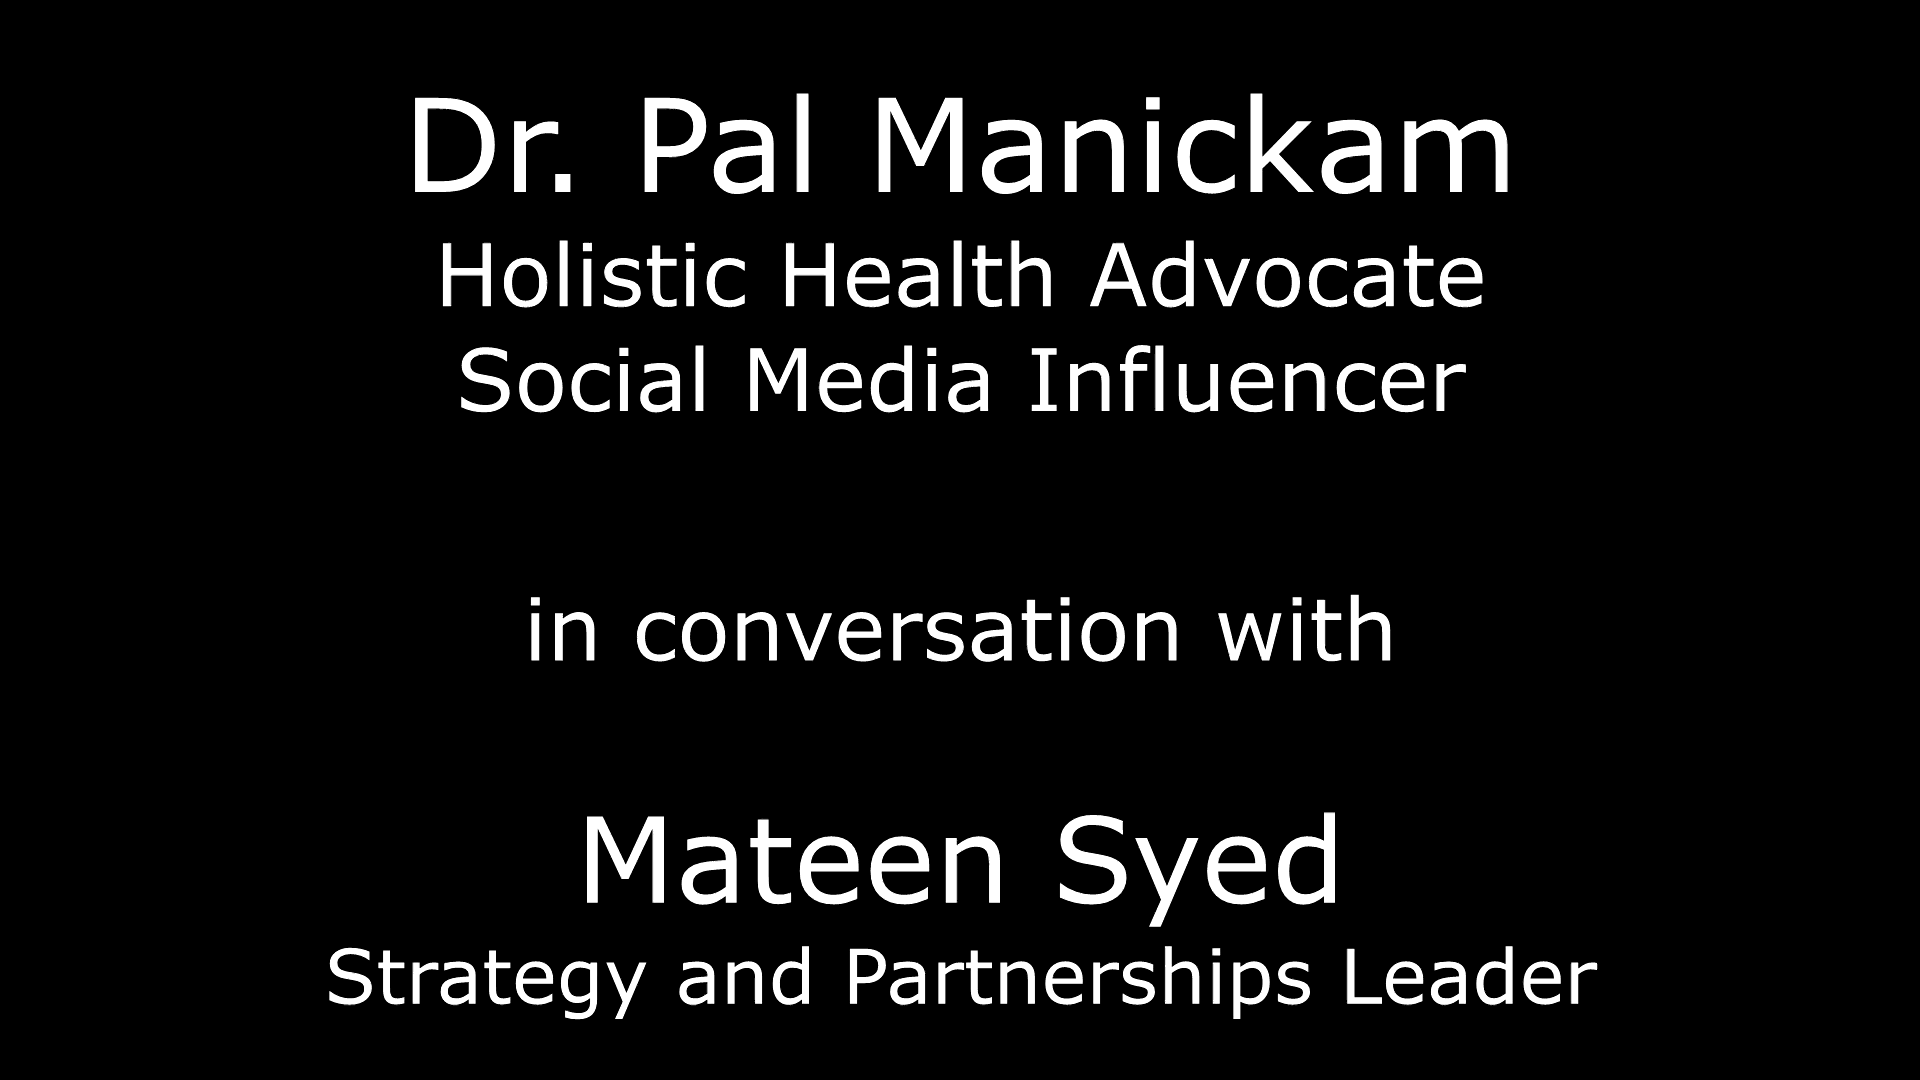 Dr. Pal Manickam
Holistic Health Advocate
Social Media Influencer
in conversation with
Mateen Syed
Strategy and Partnerships Leader